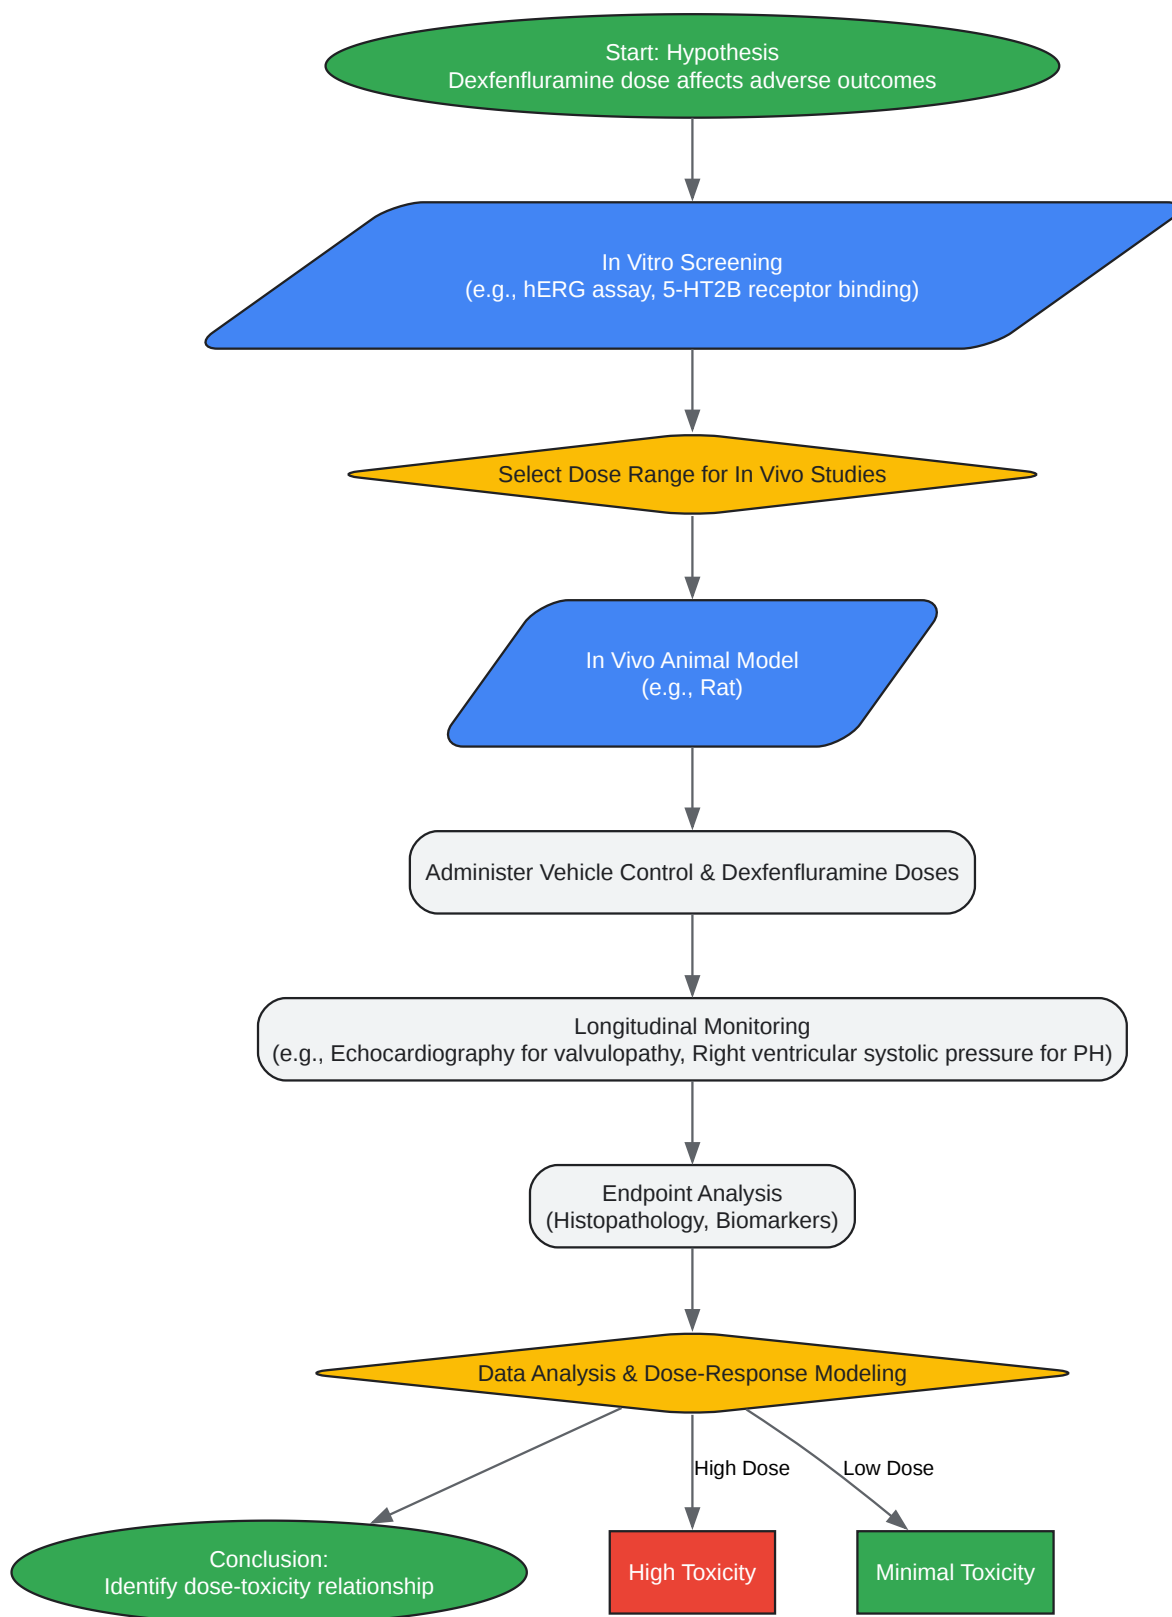 Start: Hypothesis
Dexfenfluramine dose affects adverse outcomes
In Vitro Screening
(e.g., hERG assay, 5-HT2B receptor binding)
Select Dose Range for In Vivo Studies
In Vivo Animal Model
(e.g., Rat)
Administer Vehicle Control & Dexfenfluramine Doses
Longitudinal Monitoring
(e.g., Echocardiography for valvulopathy, Right ventricular systolic pressure for PH)
Endpoint Analysis
(Histopathology, Biomarkers)
Data Analysis & Dose-Response Modeling
High Dose
Low Dose
Conclusion:
Identify dose-toxicity relationship
High Toxicity
Minimal Toxicity